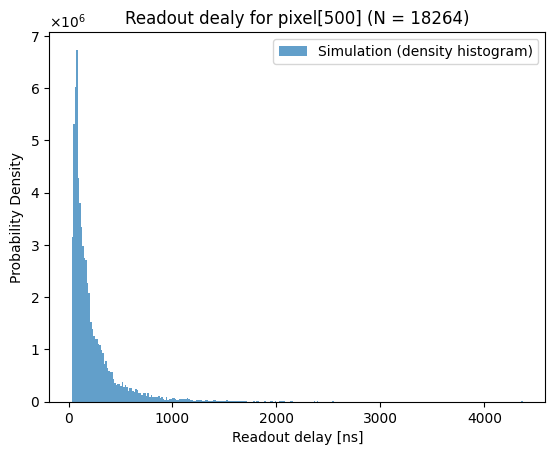 Readout dealy for pixel[500] (N = 18264)
×10⁶
Simulation (density histogram)
7
6
5
4
3
2
1
0
Probability Density
0 1000 2000 3000 4000
Readout delay [ns]